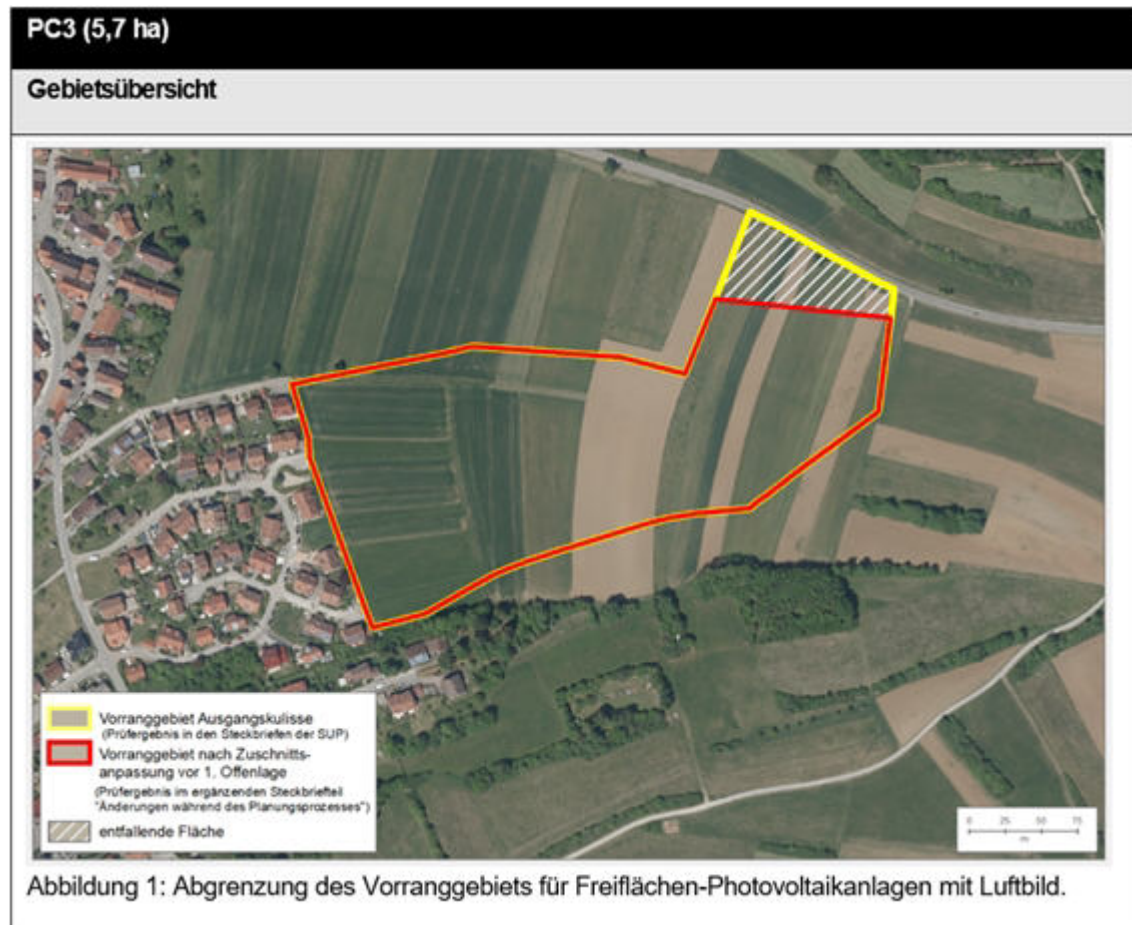 PC3 (5,7 ha)
Gebietsübersicht
Vorranggebiet Ausgangskulisse
(Prüfergebnis in den Steckbriefen der SUP)
Vorranggebiet nach Zuschnitts-
anpassung vor 1. Offenlage
(Prüfergebnis im ergänzenden Steckbriefteil
"Änderungen während des Planungsprozesses")
entfallende Fläche
0 25 50 75
m
Abbildung 1: Abgrenzung des Vorranggebiets für Freiflächen-Photovoltaikanlagen mit Luftbild.